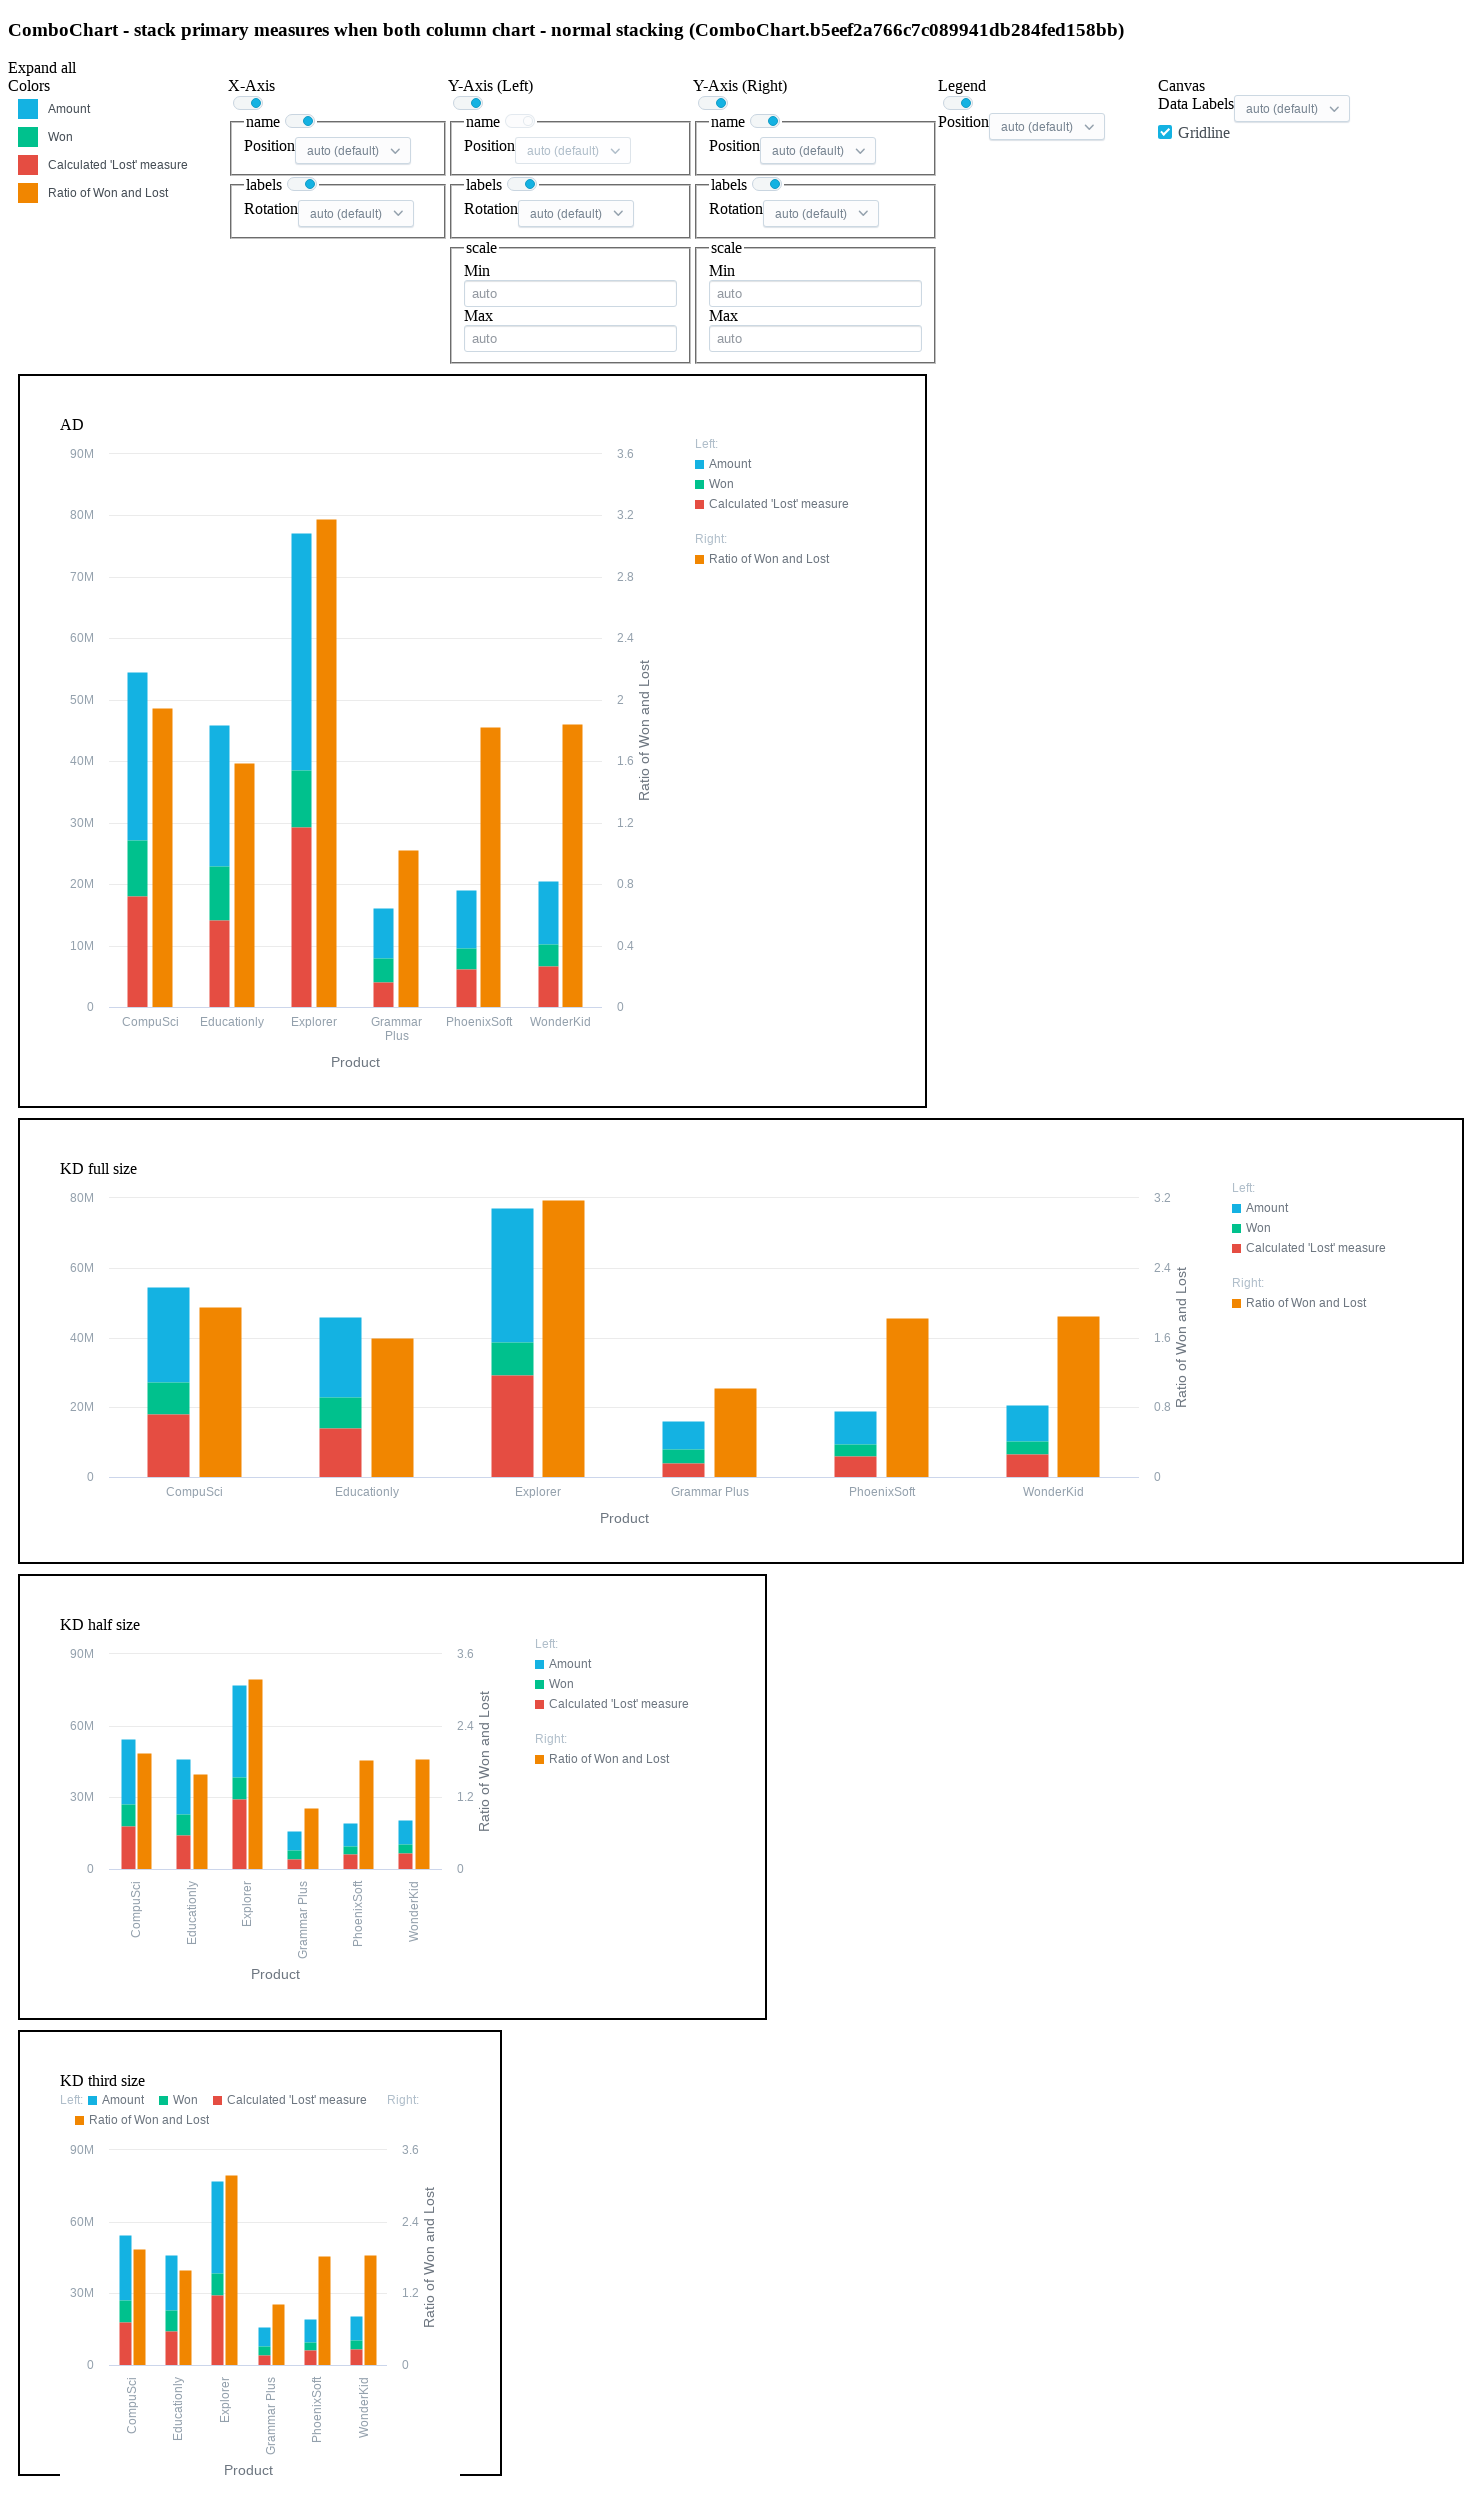 ComboChart - stack primary measures when both column chart - normal stacking (ComboChart.b5eef2a766c7c089941db284fed158bb)
Expand all
Colors
Amount
Won
Calculated 'Lost' measure
Ratio of Won and Lost
X-Axis
name
Position auto (default)
labels
Rotation auto (default)
Y-Axis (Left)
name
Position auto (default)
labels
Rotation auto (default)
scale
Min
auto
Max
auto
Y-Axis (Right)
name
Position auto (default)
labels
Rotation auto (default)
scale
Min
auto
Max
auto
Legend
Position auto (default)
Canvas
Data Labels auto (default)
Gridline
AD
90M
80M
70M
60M
50M
40M
30M
20M
10M
0
3.6
3.2
2.8
2.4
2
1.6
1.2
0.8
0.4
0
Ratio of Won and Lost
CompuSci
Educationly
Explorer
Grammar
Plus
PhoenixSoft
WonderKid
Product
Left:
Amount
Won
Calculated 'Lost' measure
Right:
Ratio of Won and Lost
KD full size
80M
60M
40M
20M
0
3.2
2.4
1.6
0.8
0
Ratio of Won and Lost
CompuSci
Educationly
Explorer
Grammar Plus
PhoenixSoft
WonderKid
Product
Left:
Amount
Won
Calculated 'Lost' measure
Right:
Ratio of Won and Lost
KD half size
90M
60M
30M
0
3.6
2.4
1.2
0
Ratio of Won and Lost
CompuSci
Educationly
Explorer
Grammar Plus
PhoenixSoft
WonderKid
Product
Left:
Amount
Won
Calculated 'Lost' measure
Right:
Ratio of Won and Lost
KD third size
Left: Amount Won Calculated 'Lost' measure Right:
Ratio of Won and Lost
90M
60M
30M
0
3.6
2.4
1.2
0
Ratio of Won and Lost
CompuSci
Educationly
Explorer
Grammar Plus
PhoenixSoft
WonderKid
Product